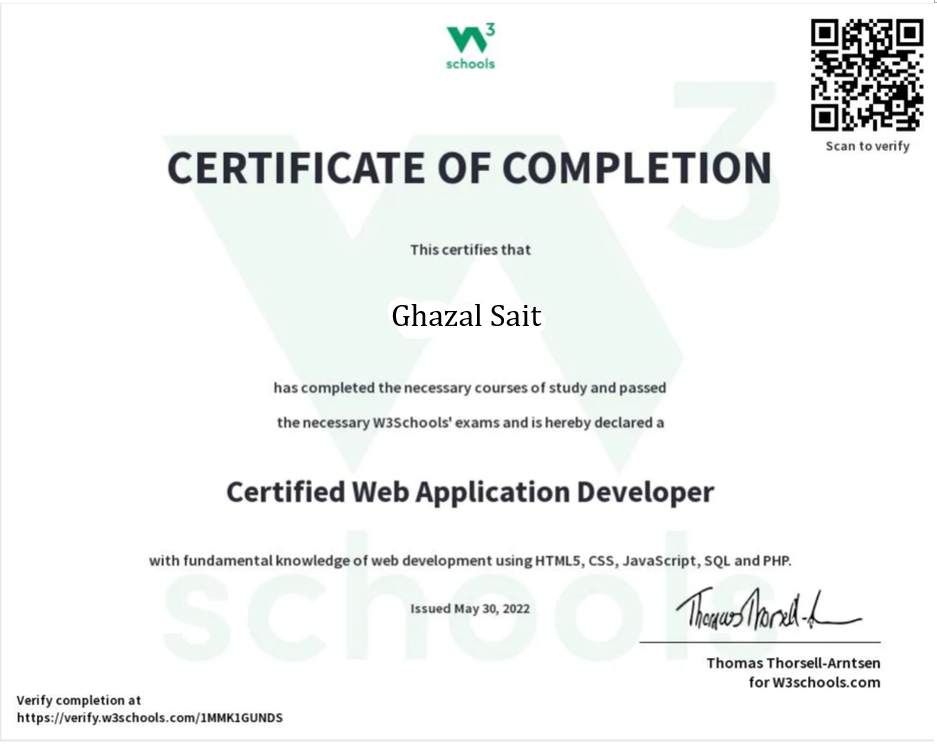 W3
schools
Scan to verify
CERTIFICATE OF COMPLETION
This certifies that
Ghazal Sait
has completed the necessary courses of study and passed
the necessary W3Schools' exams and is hereby declared a
Certified Web Application Developer
with fundamental knowledge of web development using HTML5, CSS, JavaScript, SQL and PHP.
Issued May 30, 2022
Thomas Thorsell-A
Thomas Thorsell-Arntsen
for W3schools.com
Verify completion at
https://verify.w3schools.com/1MMK1GUNDS
W3
schools